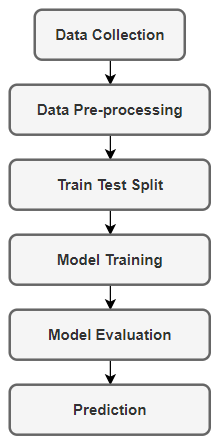 Data Collection
Data Pre-processing
Train Test Split
Model Training
Model Evaluation
Prediction